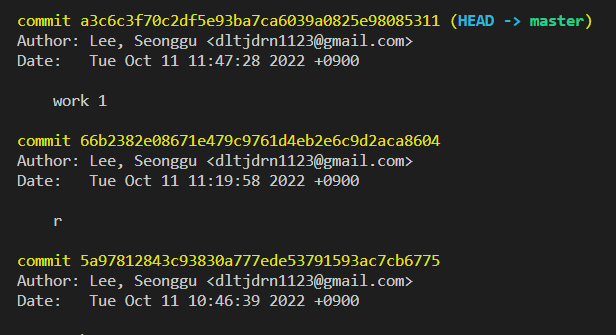 commit a3c6c3f70c2df5e93ba7ca6039a0825e98085311 (HEAD -> master)
Author: Lee, Seonggu <dltjdrn1123@gmail.com>
Date:   Tue Oct 11 11:47:28 2022 +0900
work 1
commit 66b2382e08671e479c9761d4eb2e6c9d2aca8604
Author: Lee, Seonggu <dltjdrn1123@gmail.com>
Date:   Tue Oct 11 11:19:58 2022 +0900
r
commit 5a97812843c93830a777ede53791593ac7cb6775
Author: Lee, Seonggu <dltjdrn1123@gmail.com>
Date:   Tue Oct 11 10:46:39 2022 +0900